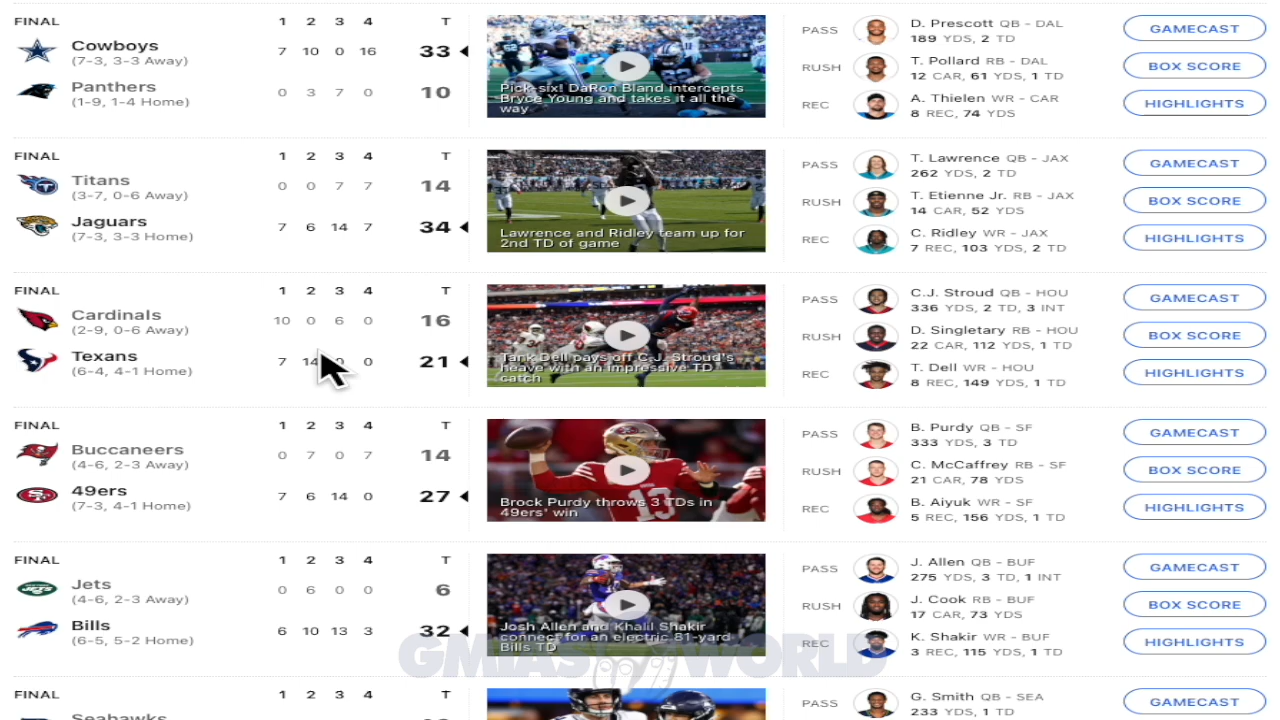 FINAL 1 2 3 4 T
Cowboys 7 10 0 16 33
(7-3, 3-3 Away)
Panthers 0 3 7 0 10
(1-9, 1-4 Home)
Pick-six! DaRon Bland intercepts
Bryce Young and takes it all the
way
PASS D. Prescott QB - DAL
189 YDS, 2 TD
RUSH T. Pollard RB - DAL
12 CAR, 61 YDS, 1 TD
REC A. Thielen WR - CAR
8 REC, 74 YDS
GAMECAST
BOX SCORE
HIGHLIGHTS
FINAL 1 2 3 4 T
Titans 0 0 7 7 14
(3-7, 0-6 Away)
Jaguars 7 6 14 7 34
(7-3, 3-3 Home)
Lawrence and Ridley team up for
2nd TD of game
PASS T. Lawrence QB - JAX
262 YDS, 2 TD
RUSH T. Etienne Jr. RB - JAX
14 CAR, 52 YDS
REC C. Ridley WR - JAX
7 REC, 103 YDS, 2 TD
GAMECAST
BOX SCORE
HIGHLIGHTS
FINAL 1 2 3 4 T
Cardinals 10 0 6 0 16
(2-9, 0-6 Away)
Texans 7 14 0 0 21
(6-4, 4-1 Home)
Tank Dell pays off C.J. Stroud's
heave with an impressive TD
catch
PASS C.J. Stroud QB - HOU
336 YDS, 2 TD, 3 INT
RUSH D. Singletary RB - HOU
22 CAR, 112 YDS, 1 TD
REC T. Dell WR - HOU
8 REC, 149 YDS, 1 TD
GAMECAST
BOX SCORE
HIGHLIGHTS
FINAL 1 2 3 4 T
Buccaneers 0 7 0 7 14
(4-6, 2-3 Away)
49ers 7 6 14 0 27
(7-3, 4-1 Home)
Brock Purdy throws 3 TDs in
49ers' win
PASS B. Purdy QB - SF
333 YDS, 3 TD
RUSH C. McCaffrey RB - SF
21 CAR, 78 YDS
REC B. Aiyuk WR - SF
5 REC, 156 YDS, 1 TD
GAMECAST
BOX SCORE
HIGHLIGHTS
FINAL 1 2 3 4 T
Jets 0 6 0 0 6
(4-6, 2-3 Away)
Bills 6 10 13 3 32
(6-5, 5-2 Home)
Josh Allen and Khalil Shakir
connect for an electric 81-yard
Bills TD
PASS J. Allen QB - BUF
275 YDS, 3 TD, 1 INT
RUSH J. Cook RB - BUF
17 CAR, 73 YDS
REC K. Shakir WR - BUF
3 REC, 115 YDS, 1 TD
GAMECAST
BOX SCORE
HIGHLIGHTS
GMIAS WORLD
FINAL 1 2 3 4 T
Seahawks
PASS G. Smith QB - SEA
233 YDS, 1 TD
GAMECAST